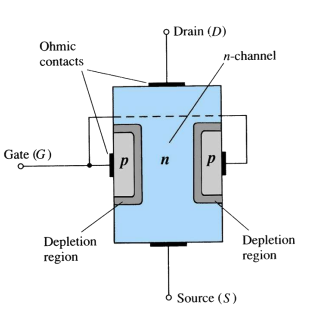 Drain (D)
Ohmic
contacts
n-channel
Gate (G)
p
n
p
Depletion
region
Depletion
region
Source (S)